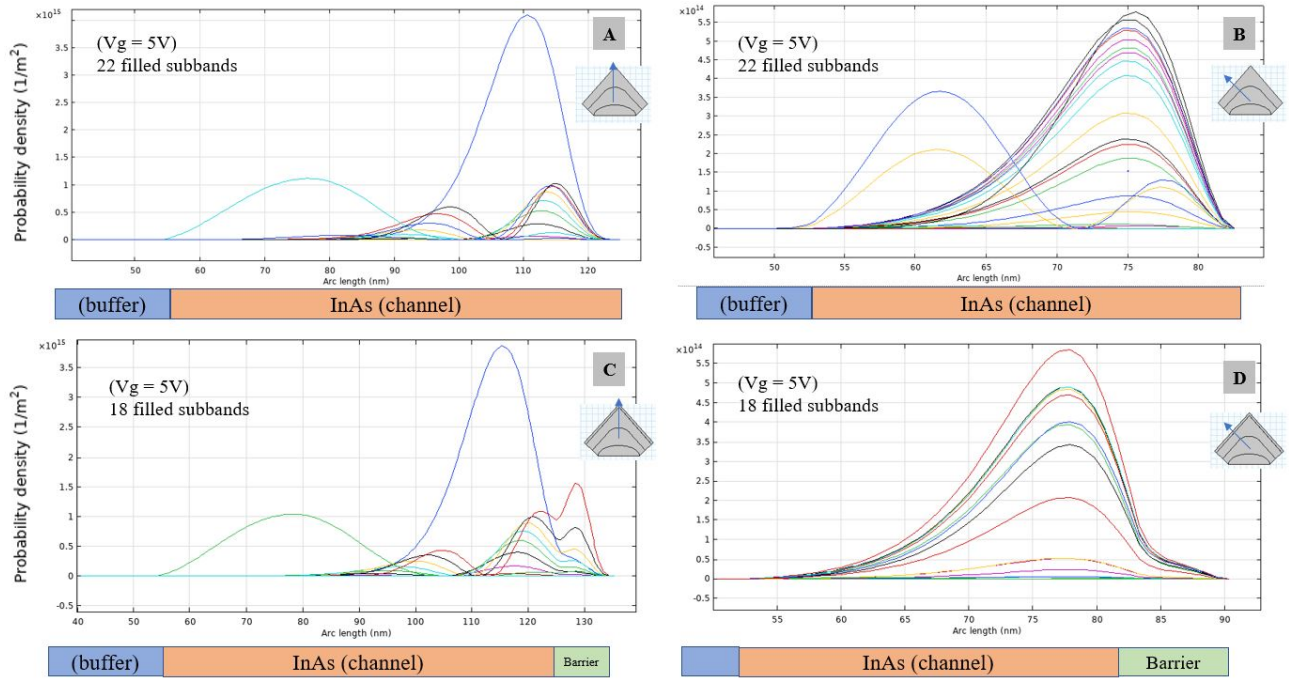 ×10¹⁵
(Vg = 5V)
22 filled subbands
A
Probability density (1/m²)
3.5
3
2.5
2
1.5
1
0.5
0
-0.5
50 60 70 80 90 100 110 120
Arc length (nm)
(buffer) InAs (channel)
×10¹⁴
(Vg = 5V)
22 filled subbands
B
5.5
5
4.5
4
3.5
3
2.5
2
1.5
1
0.5
0
-0.5
50 55 60 65 70 75 80
Arc length (nm)
(buffer) InAs (channel)
×10¹⁵
(Vg = 5V)
18 filled subbands
C
Probability density (1/m²)
3.5
3
2.5
2
1.5
1
0.5
0
-0.5
40 50 60 70 80 90 100 110 120 130
Arc length (nm)
(buffer) InAs (channel) Barrier
×10¹⁴
(Vg = 5V)
18 filled subbands
D
5.5
5
4.5
4
3.5
3
2.5
2
1.5
1
0.5
0
-0.5
55 60 65 70 75 80 85 90
Arc length (nm)
InAs (channel) Barrier